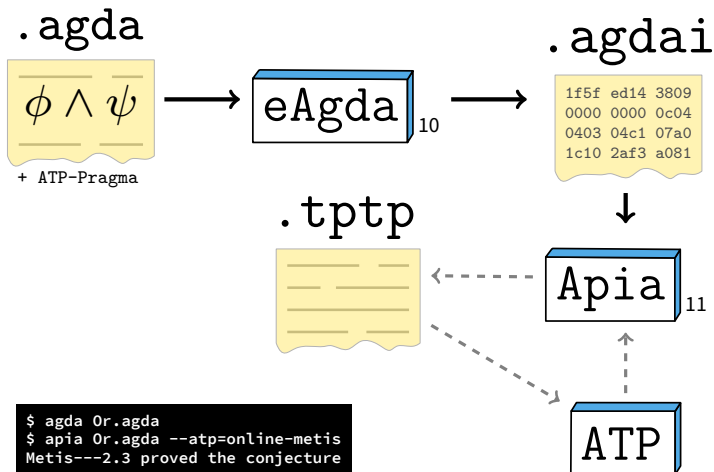 .agda
ϕ ∧ ψ
+ ATP-Pragma
eAgda 10
.agdai
1f5f ed14 3809
0000 0000 0c04
0403 04c1 07a0
1c10 2af3 a081
.tptp
Apia 11
ATP
$ agda Or.agda
$ apia Or.agda --atp=online-metis
Metis---2.3 proved the conjecture